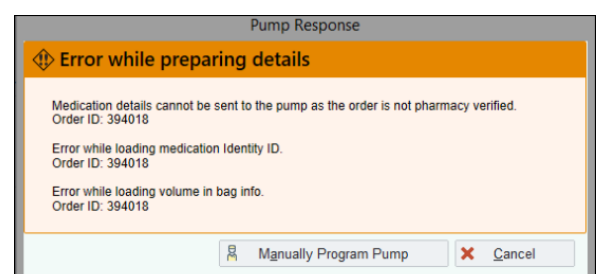 Pump Response
Error while preparing details
Medication details cannot be sent to the pump as the order is not pharmacy verified.
Order ID: 394018
Error while loading medication Identity ID.
Order ID: 394018
Error while loading volume in bag info.
Order ID: 394018
Manually Program Pump
Cancel